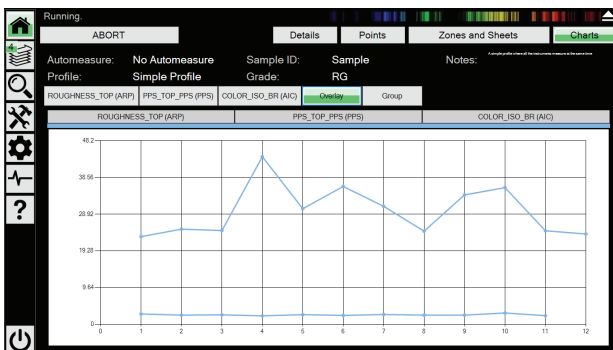 Running.
ABORT Details Points Zones and Sheets Charts
4
Automeasure: No Automeasure Sample ID: Sample Notes: A simple profile where all the instruments measure at the same time
Profile: Simple Profile Grade: RG
ROUGHNESS_TOP (ARP) PPS_TOP_PPS (PPS) COLOR_ISO_BR (AIC) Overlay Group
ROUGHNESS_TOP (ARP) PPS_TOP_PPS (PPS) COLOR_ISO_BR (AIC)
?
48.2
38.56
28.92
19.28
9.64
0
0 1 2 3 4 5 6 7 8 9 10 11 12